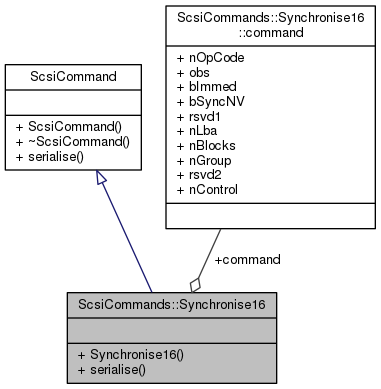 ScsiCommands::Synchronise16
::command
+ nOpCode
+ obs
+ bImmed
+ bSyncNV
+ rsvd1
+ nLba
+ nBlocks
+ nGroup
+ rsvd2
+ nControl
ScsiCommand
+ ScsiCommand()
+ ~ScsiCommand()
+ serialise()
+command
ScsiCommands::Synchronise16
+ Synchronise16()
+ serialise()